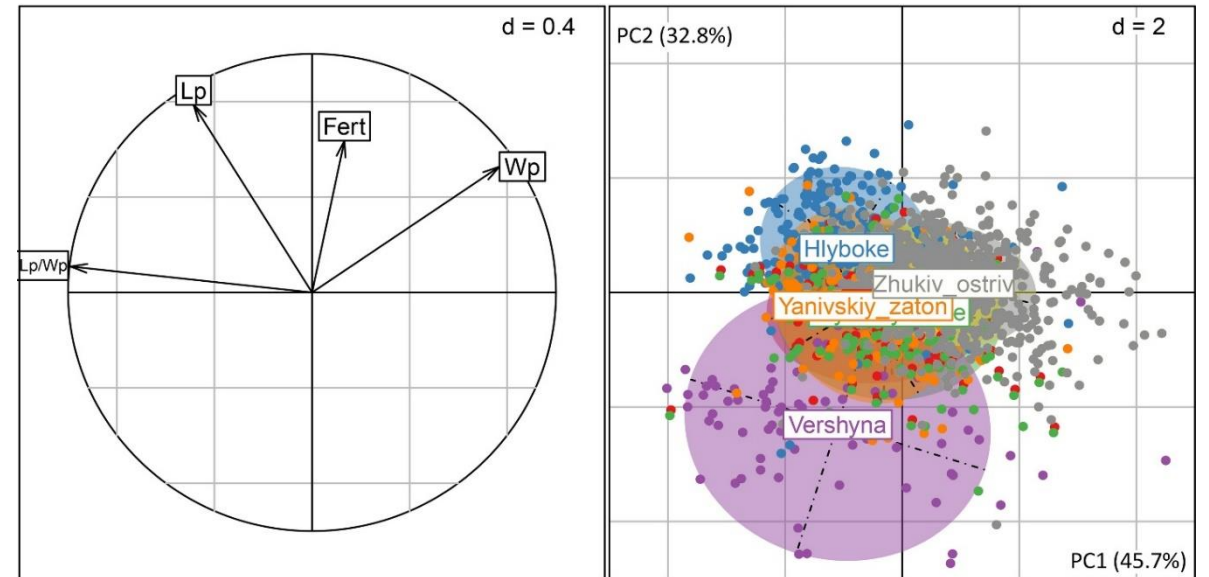 d = 0.4
Lp
Fert
Wp
Lp/Wp
PC2 (32.8%)
d = 2
Hlyboke
Zhukiv_ostriv
Yanivskiy_zaton
Vershyna
PC1 (45.7%)